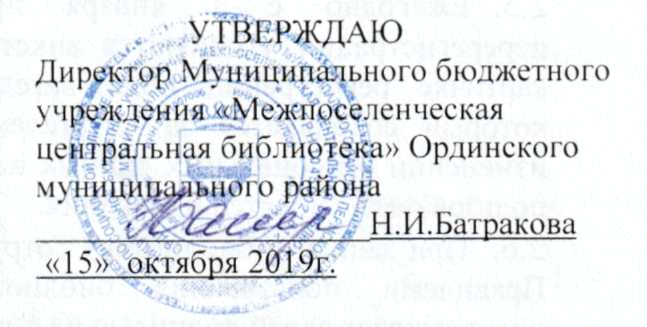 УТВЕРЖДАЮ
Директор Муниципального бюджетного
учреждения «Межпоселенческая
центральная библиотека» Ординского
муниципального района
Н.И.Батракова
«15» октября 2019г.